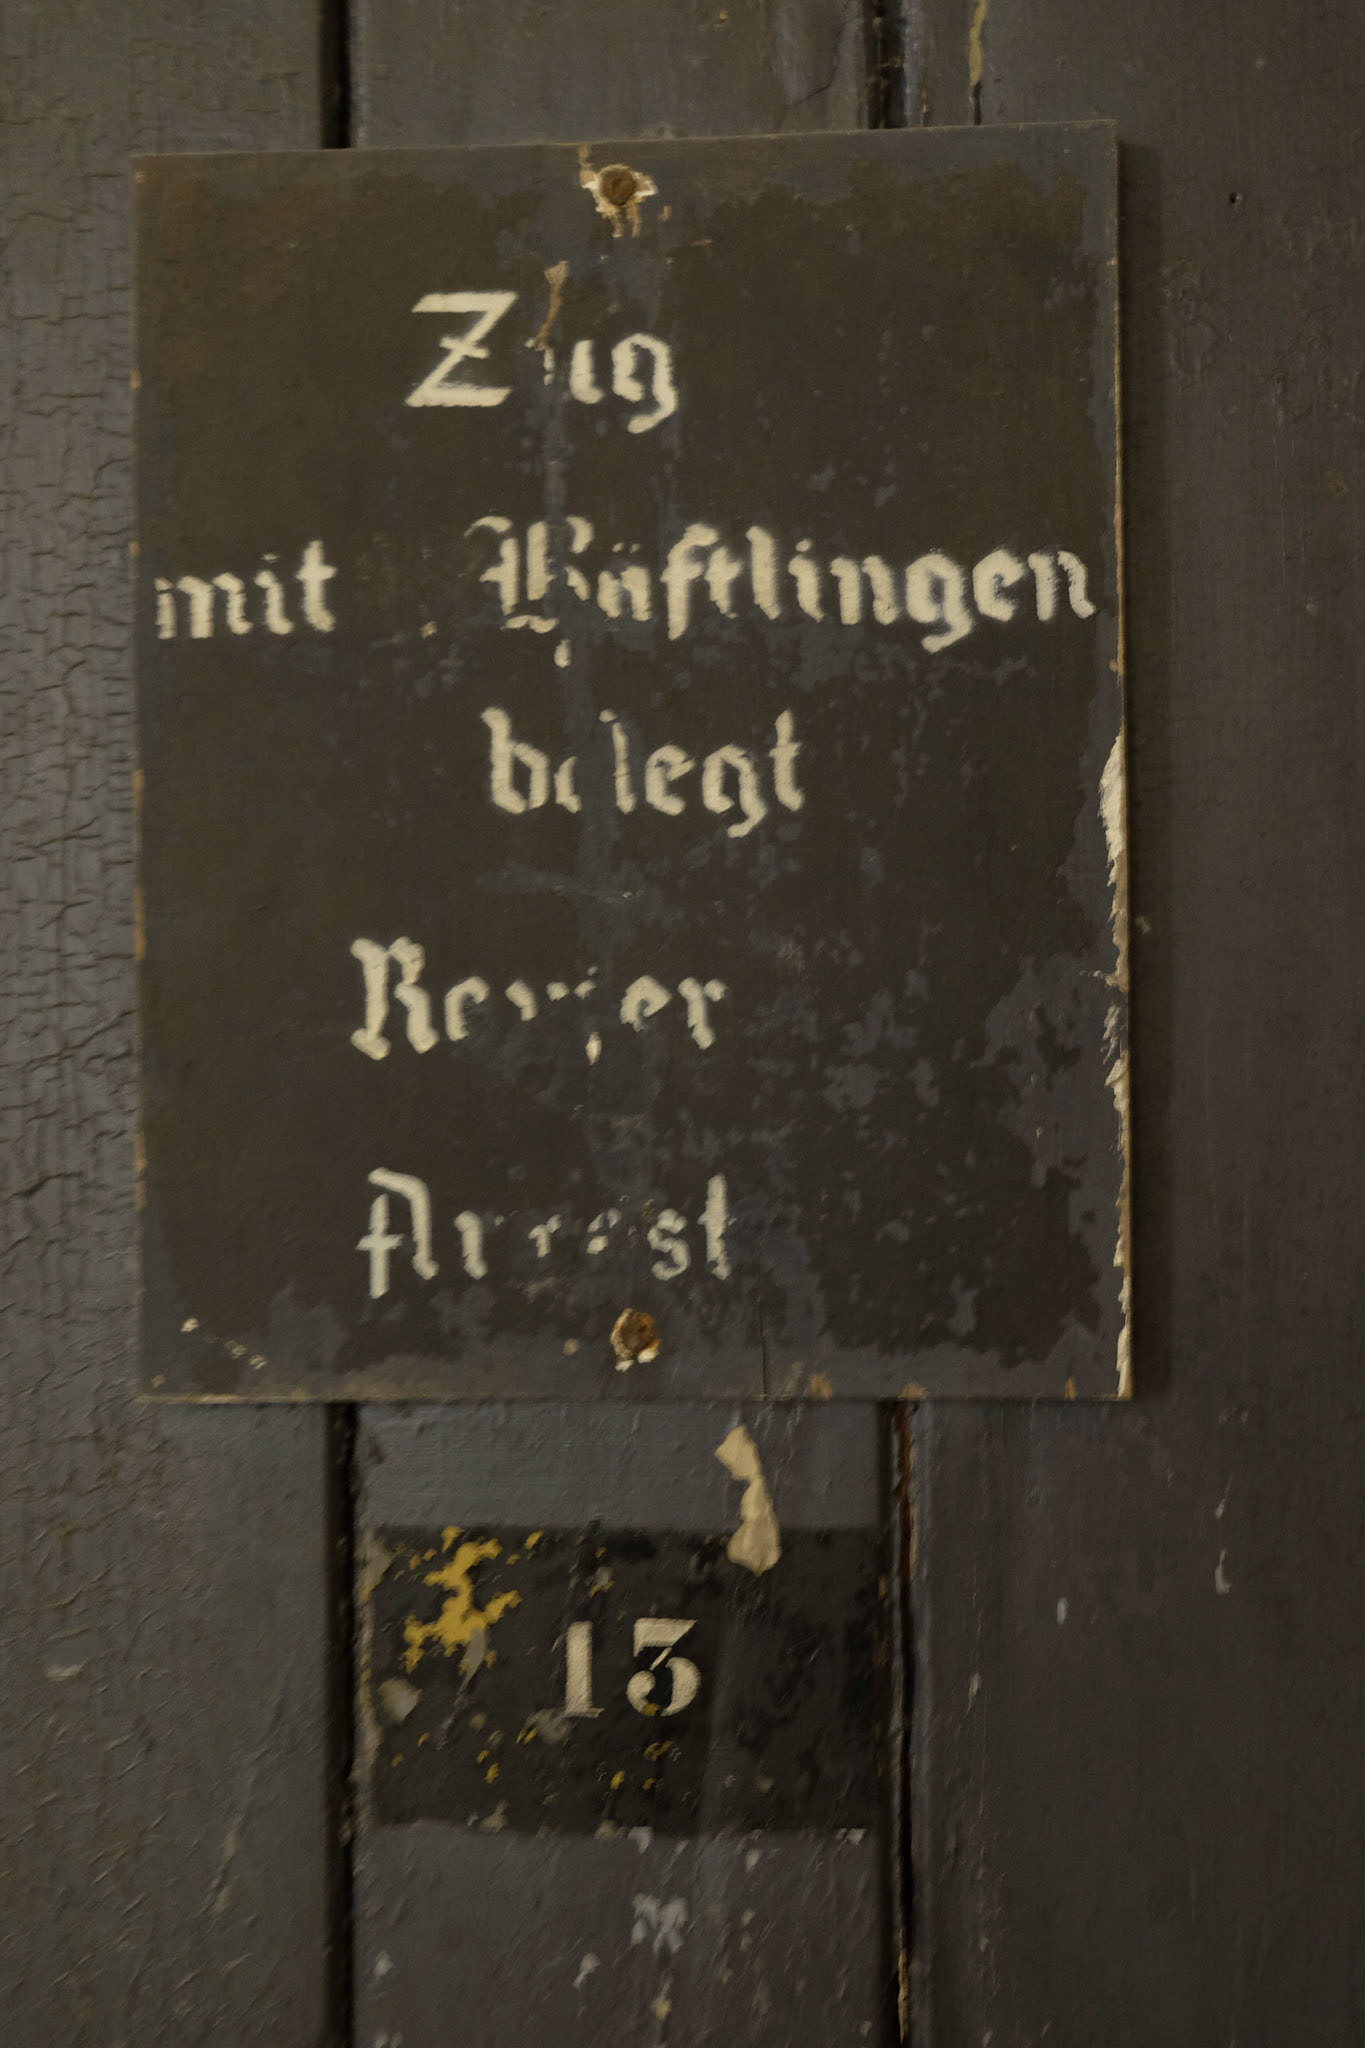 Zug
mit Häftlingen
belegt
Revier
Arrest
13